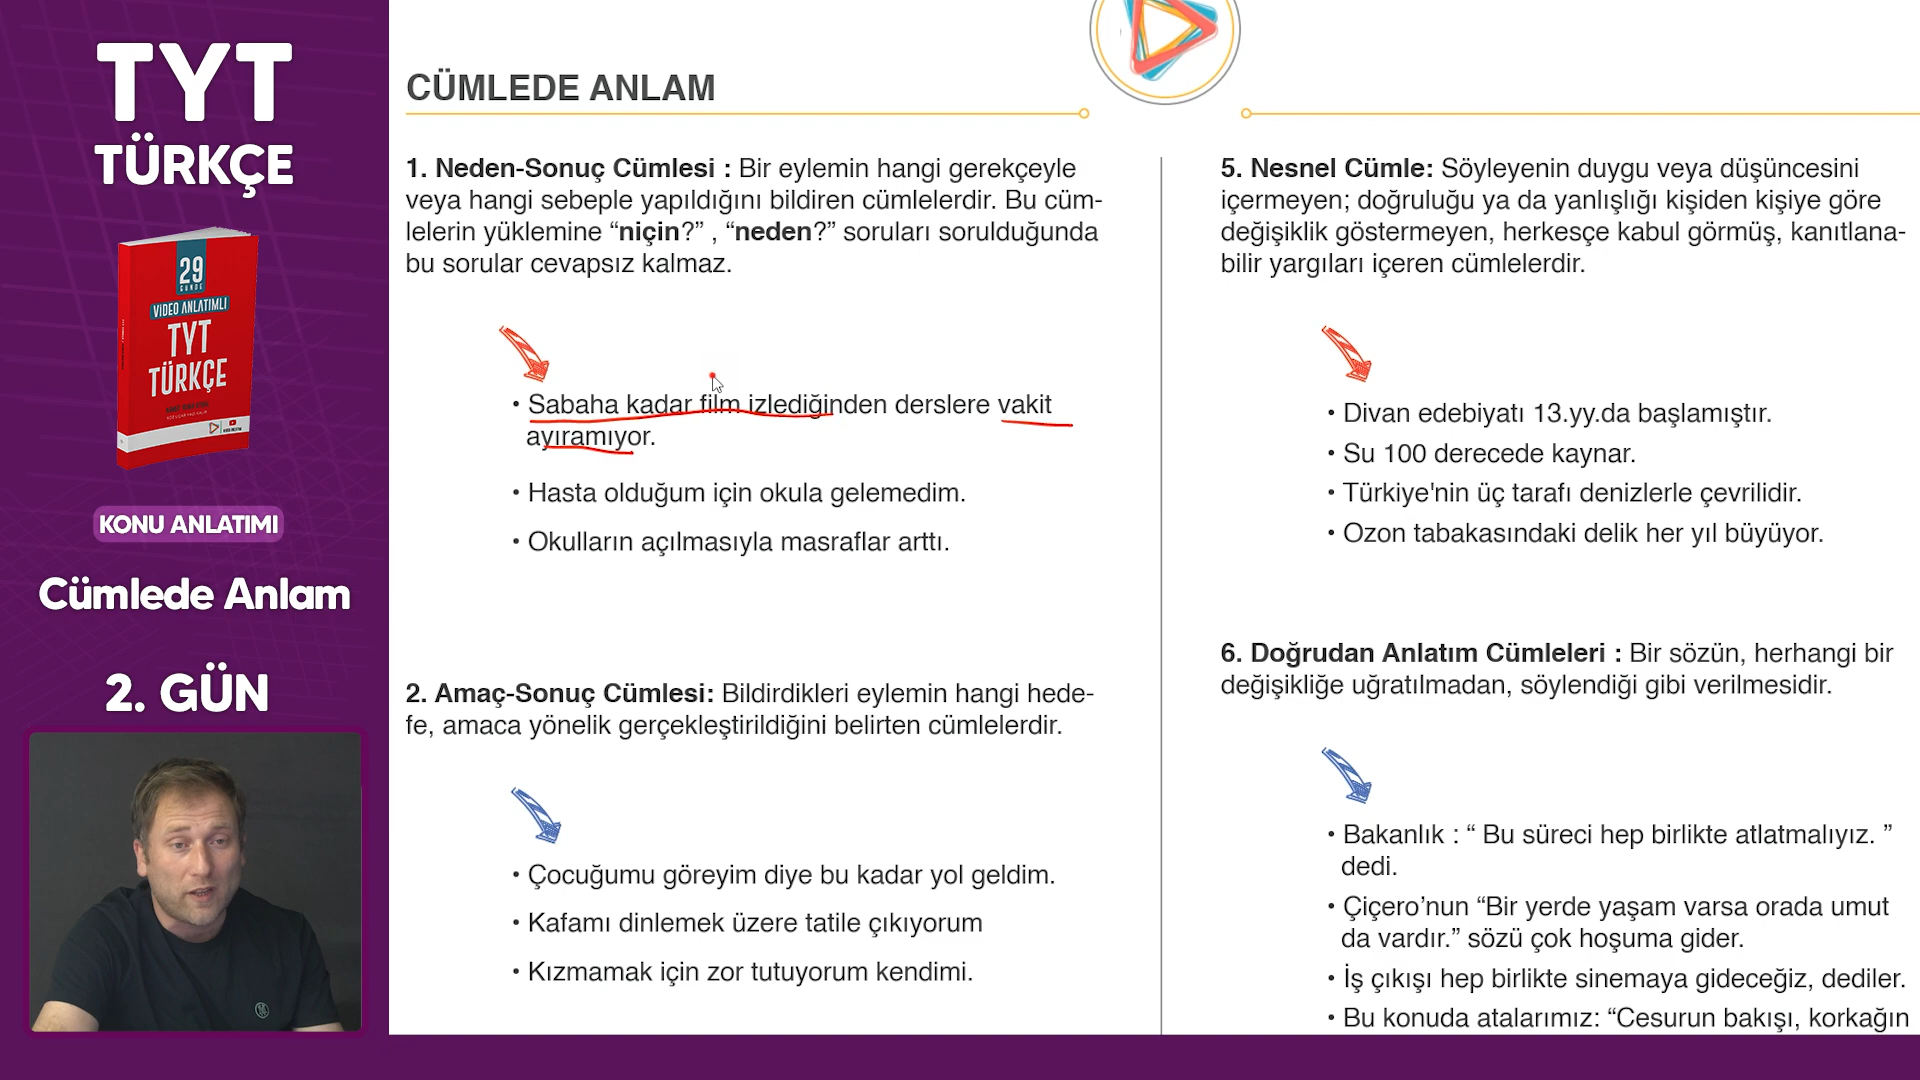 TYT
TÜRKÇE
29
GÜNDE
VİDEO ANLATIMLI
TYT
TÜRKÇE
KONU ANLATIMI
Cümlede Anlam
2. GÜN
CÜMLEDE ANLAM
1. Neden-Sonuç Cümlesi : Bir eylemin hangi gerekçeyle
veya hangi sebeple yapıldığını bildiren cümlelerdir. Bu cüm-
lelerin yüklemine “niçin?” , “neden?” soruları sorulduğunda
bu sorular cevapsız kalmaz.
• Sabaha kadar film izlediğinden derslere vakit
ayıramıyor.
• Hasta olduğum için okula gelemedim.
• Okulların açılmasıyla masraflar arttı.
2. Amaç-Sonuç Cümlesi: Bildirdikleri eylemin hangi hede-
fe, amaca yönelik gerçekleştirildiğini belirten cümlelerdir.
• Çocuğumu göreyim diye bu kadar yol geldim.
• Kafamı dinlemek üzere tatile çıkıyorum
• Kızmamak için zor tutuyorum kendimi.
5. Nesnel Cümle: Söyleyenin duygu veya düşüncesini
içermeyen; doğruluğu ya da yanlışlığı kişiden kişiye göre
değişiklik göstermeyen, herkesçe kabul görmüş, kanıtlana-
bilir yargıları içeren cümlelerdir.
• Divan edebiyatı 13.yy.da başlamıştır.
• Su 100 derecede kaynar.
• Türkiye'nin üç tarafı denizlerle çevrilidir.
• Ozon tabakasındaki delik her yıl büyüyor.
6. Doğrudan Anlatım Cümleleri : Bir sözün, herhangi bir
değişikliğe uğratılmadan, söylendiği gibi verilmesidir.
• Bakanlık : “ Bu süreci hep birlikte atlatmalıyız. ”
dedi.
• Çiçero’nun “Bir yerde yaşam varsa orada umut
da vardır.” sözü çok hoşuma gider.
• İş çıkışı hep birlikte sinemaya gideceğiz, dediler.
• Bu konuda atalarımız: “Cesurun bakışı, korkağın